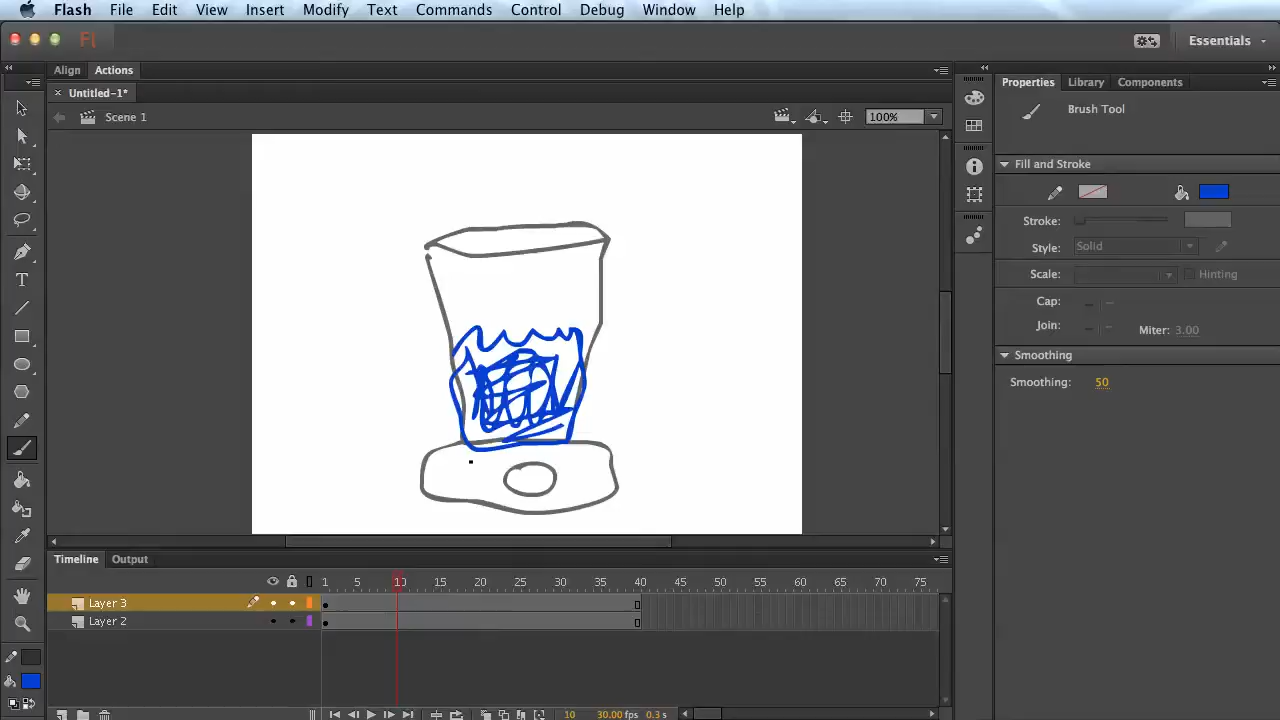 Flash File Edit View Insert Modify Text Commands Control Debug Window Help
Fl Essentials
Align Actions
Properties Library Components
Untitled-1*
Scene 1 100%
Brush Tool
Fill and Stroke
Stroke:
Style: Solid
Scale: Hinting
Cap:
Join: Miter: 3.00
Smoothing
Smoothing: 50
Timeline Output
1 5 10 15 20 25 30 35 40 45 50 55 60 65 70 75
Layer 3
Layer 2
10 30.00 fps 0.3 s